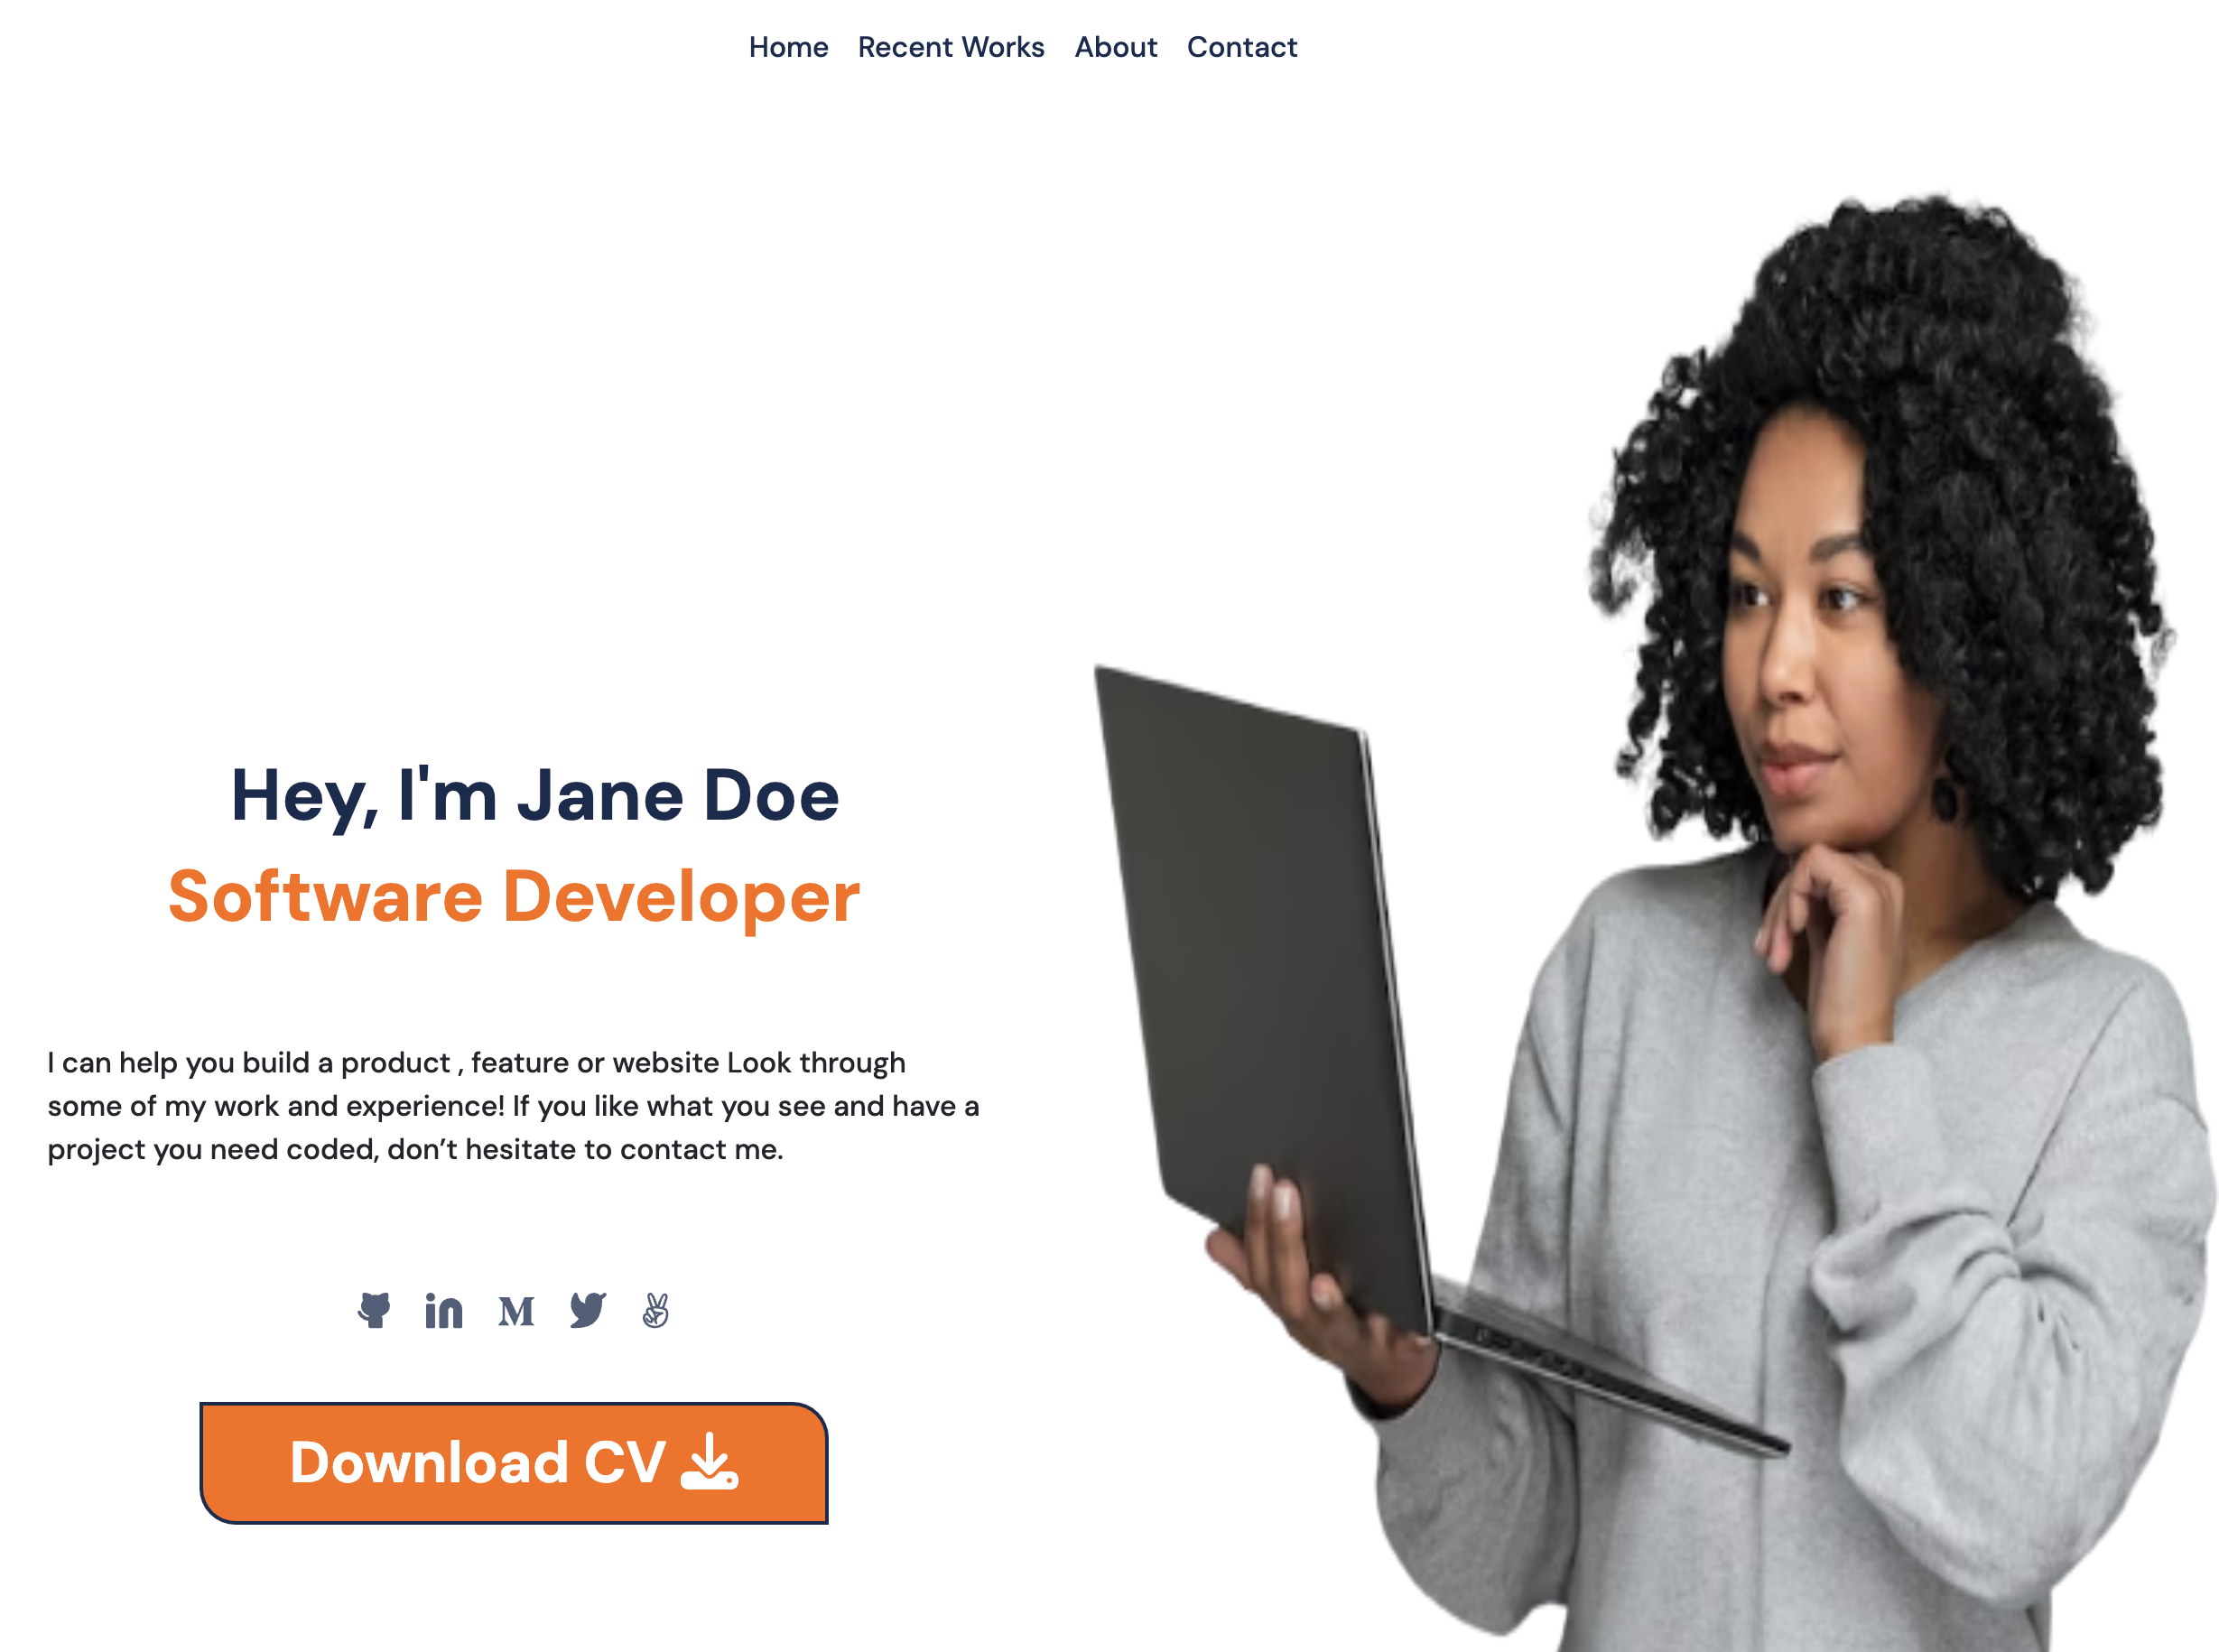 Home Recent Works About Contact
Hey, I'm Jane Doe
Software Developer
I can help you build a product , feature or website Look through
some of my work and experience! If you like what you see and have a
project you need coded, don’t hesitate to contact me.
Download CV